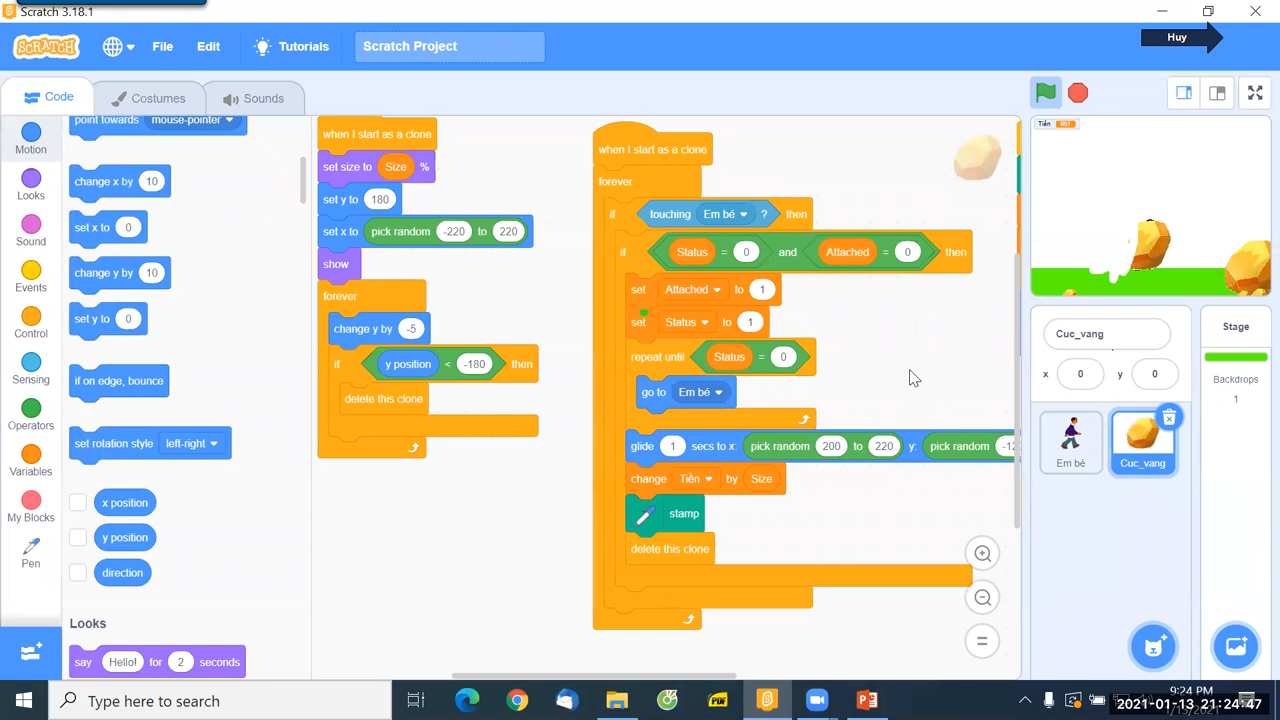 Scratch 3.18.1
Huy
SCRATCH
File
Edit
Tutorials
Scratch Project
Code
Costumes
Sounds
Motion
Looks
Sound
Events
Control
Sensing
Operators
Variables
My Blocks
Pen
point towards mouse-pointer
change x by 10
set x to 0
change y by 10
set y to 0
if on edge, bounce
set rotation style left-right
x position
y position
direction
Looks
say Hello! for 2 seconds
when I start as a clone
set size to Size %
set y to 180
set x to pick random -220 to 220
show
forever
change y by -5
if y position < -180 then
delete this clone
when I start as a clone
forever
if touching Em bé ? then
if Status = 0 and Attached = 0 then
set Attached to 1
set Status to 1
repeat until Status = 0
go to Em bé
glide 1 secs to x: pick random 200 to 220 y: pick random
change Tiền by Size
stamp
delete this clone
Tiền
Cuc_vang
x 0 y 0
Em bé
Cuc_vang
Stage
Backdrops
1
Type here to search
PDF
9:24 PM
2021-01-13 21:24:47